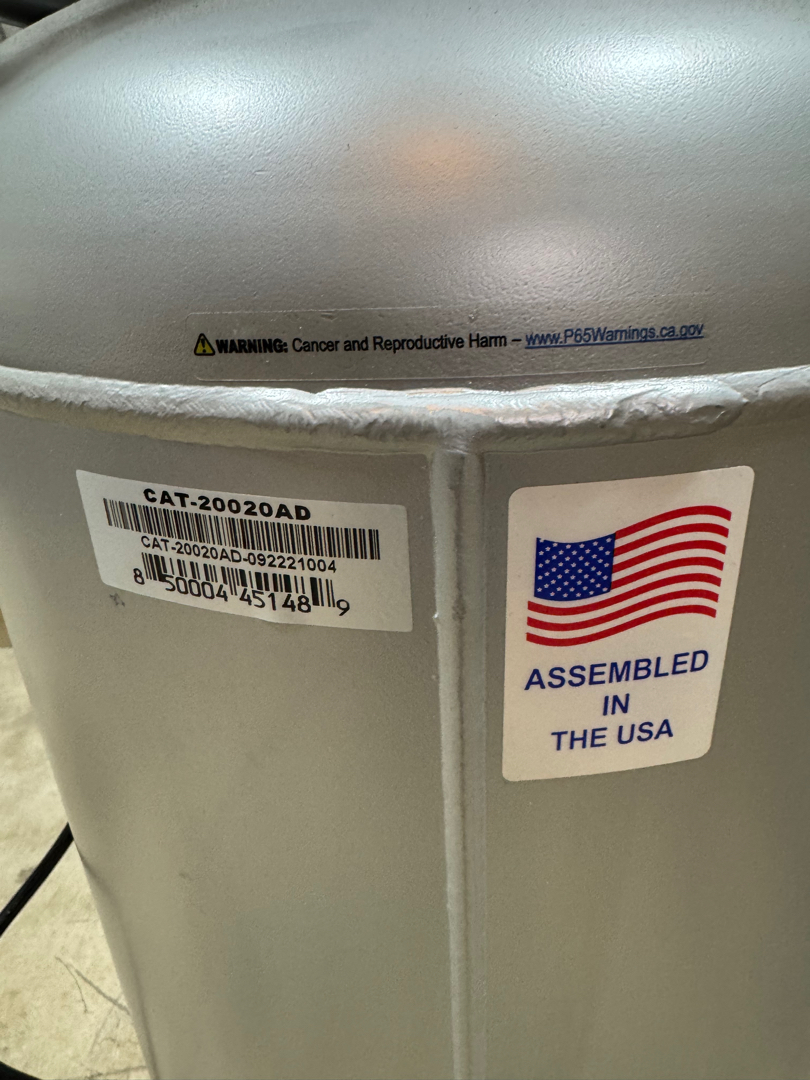 WARNING: Cancer and Reproductive Harm – www.P65Warnings.ca.gov
CAT-20020AD
CAT-20020AD-092221004
8 50004 45148 9
ASSEMBLED
IN
THE USA